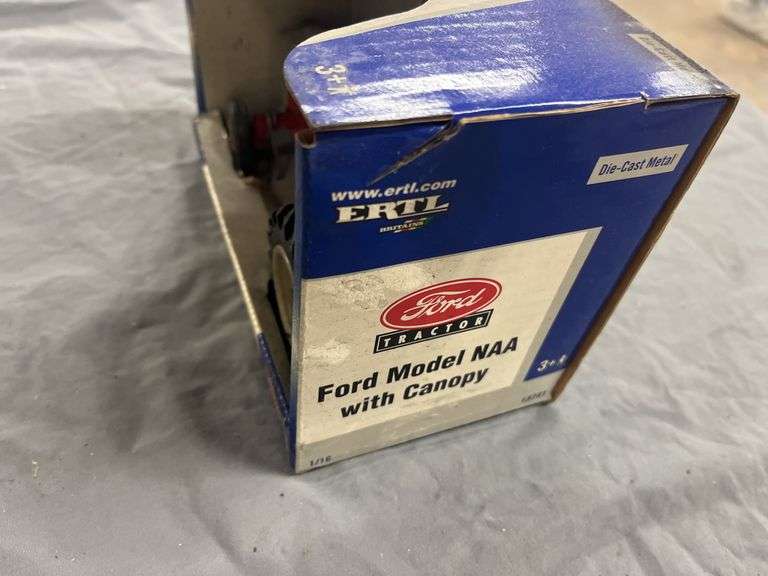 3+A
Die-Cast Metal
www.ertl.com
ERTL
BRITAINS
Ford
TRACTOR
Ford Model NAA
with Canopy
3+A
1/16